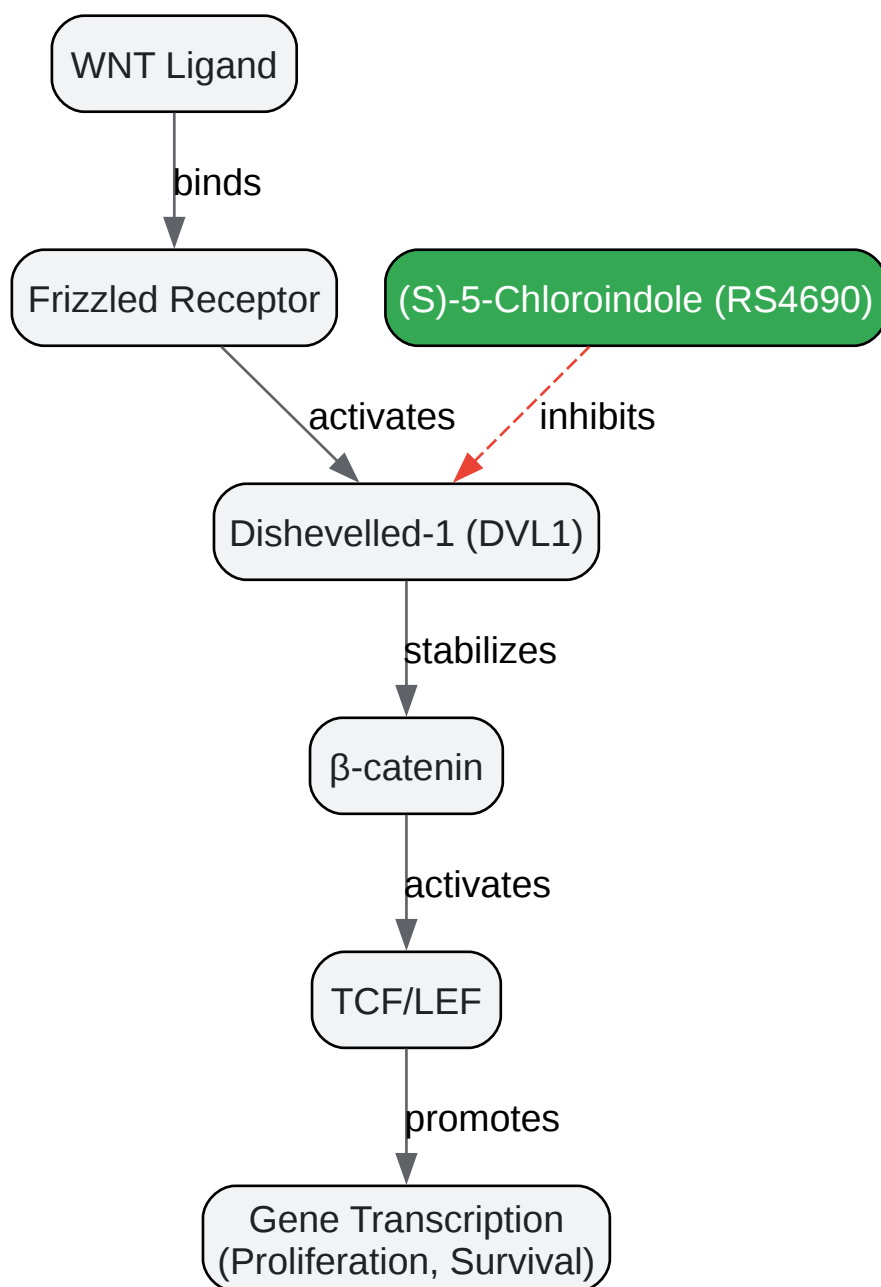 WNT Ligand
binds
Frizzled Receptor
(S)-5-Chloroindole (RS4690)
activates
inhibits
Dishevelled-1 (DVL1)
stabilizes
β-catenin
activates
TCF/LEF
promotes
Gene Transcription
(Proliferation, Survival)